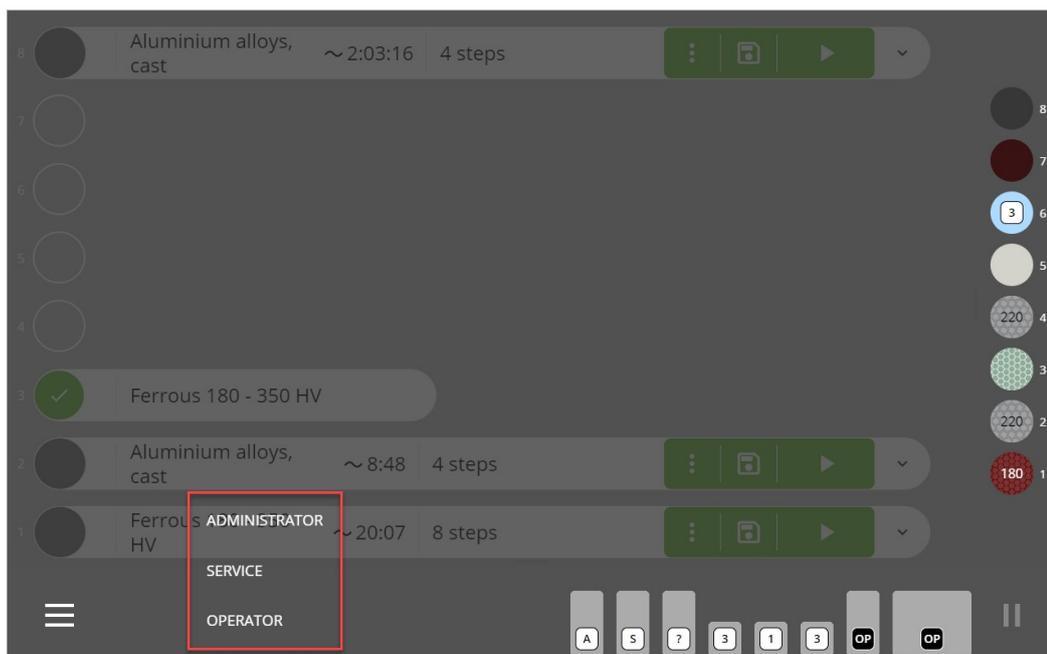 8 Aluminium alloys, cast ~ 2:03:16 4 steps
7
6
5
4
3 Ferrous 180 - 350 HV
2 Aluminium alloys, cast ~ 8:48 4 steps
1 Ferrous HV ~ 20:07 8 steps
ADMINISTRATOR
SERVICE
OPERATOR
8
7
3 6
5
220 4
3
220 2
180 1
A S ? 3 1 3 OP OP